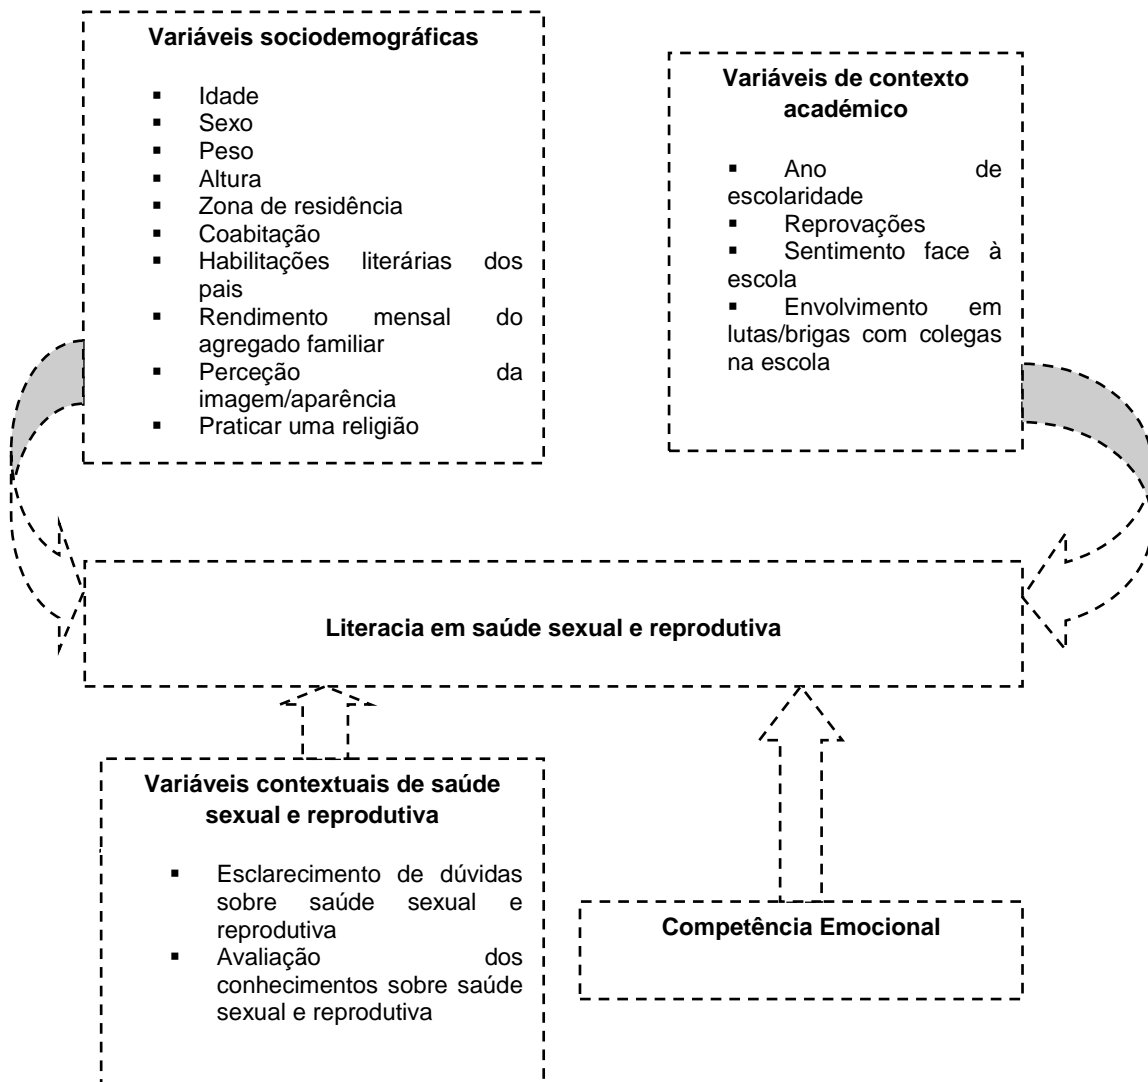 Variáveis sociodemográficas
▪ Idade
▪ Sexo
▪ Peso
▪ Altura
▪ Zona de residência
▪ Coabitação
▪ Habilitações literárias dos
pais
▪ Rendimento mensal do
agregado familiar
▪ Perceção da
imagem/aparência
▪ Praticar uma religião
Variáveis de contexto
académico
▪ Ano de
escolaridade
▪ Reprovações
▪ Sentimento face à
escola
▪ Envolvimento em
lutas/brigas com colegas
na escola
Literacia em saúde sexual e reprodutiva
Variáveis contextuais de saúde
sexual e reprodutiva
▪ Esclarecimento de dúvidas
sobre saúde sexual e
reprodutiva
▪ Avaliação dos
conhecimentos sobre saúde
sexual e reprodutiva
Competência Emocional